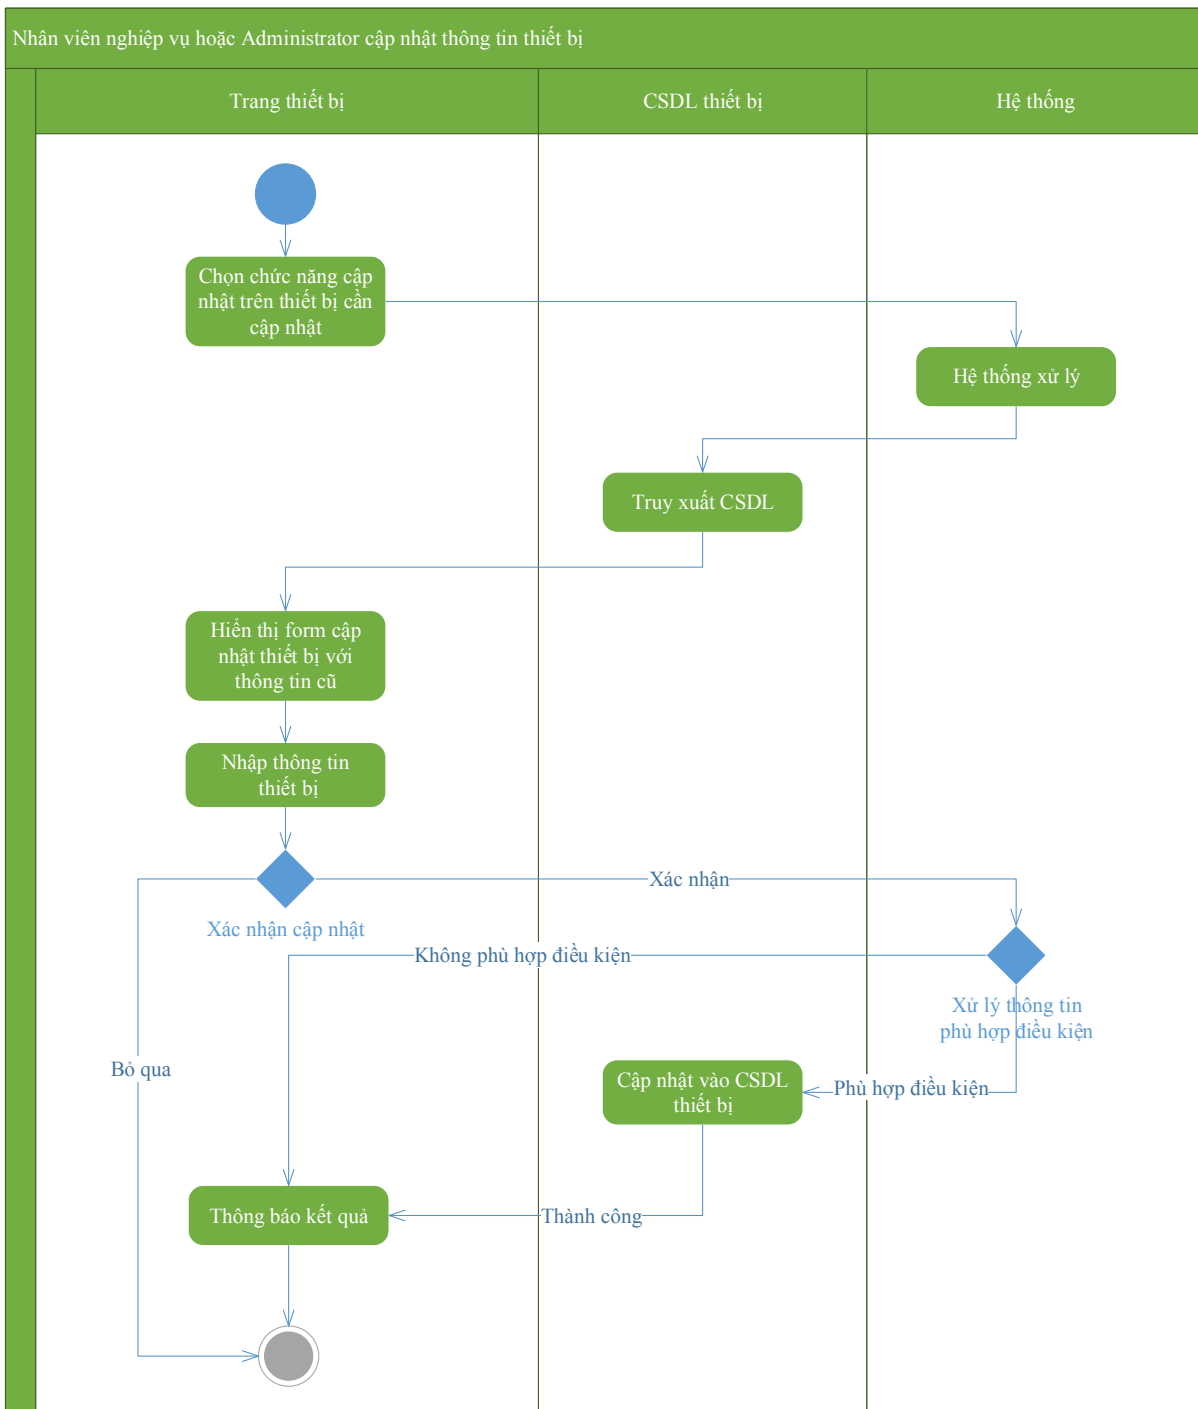 Nhân viên nghiệp vụ hoặc Administrator cập nhật thông tin thiết bị
Trang thiết bị
CSDL thiết bị
Hệ thống
Chọn chức năng cập
nhật trên thiết bị cần
cập nhật
Hệ thống xử lý
Truy xuất CSDL
Hiển thị form cập
nhật thiết bị với
thông tin cũ
Nhập thông tin
thiết bị
Xác nhận
Xác nhận cập nhật
Không phù hợp điều kiện
Xử lý thông tin
phù hợp điều kiện
Bỏ qua
Cập nhật vào CSDL
thiết bị
Phù hợp điều kiện
Thông báo kết quả
Thành công